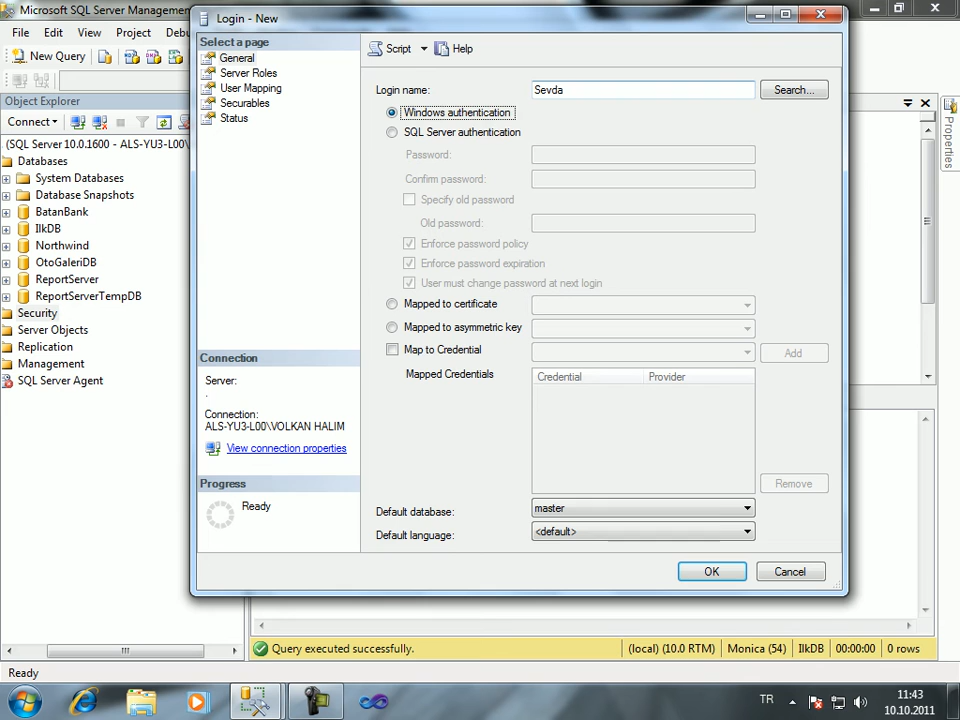 Microsoft SQL Server Management
File Edit View Project Debu
New Query
Object Explorer
Connect
(SQL Server 10.0.1600 - ALS-YU3-L00\
Databases
System Databases
Database Snapshots
BatanBank
IlkDB
Northwind
OtoGaleriDB
ReportServer
ReportServerTempDB
Security
Server Objects
Replication
Management
SQL Server Agent
Login - New
Select a page
General
Server Roles
User Mapping
Securables
Status
Connection
Server:
.
Connection:
ALS-YU3-L00\VOLKAN HALIM
View connection properties
Progress
Ready
Script Help
Login name: Sevda Search...
Windows authentication
SQL Server authentication
Password:
Confirm password:
Specify old password
Old password:
Enforce password policy
Enforce password expiration
User must change password at next login
Mapped to certificate
Mapped to asymmetric key
Map to Credential Add
Mapped Credentials Credential Provider
Remove
Default database: master
Default language: <default>
OK Cancel
Properties
Query executed successfully. (local) (10.0 RTM) Monica (54) IlkDB 00:00:00 0 rows
Ready
TR 11:43
10.10.2011